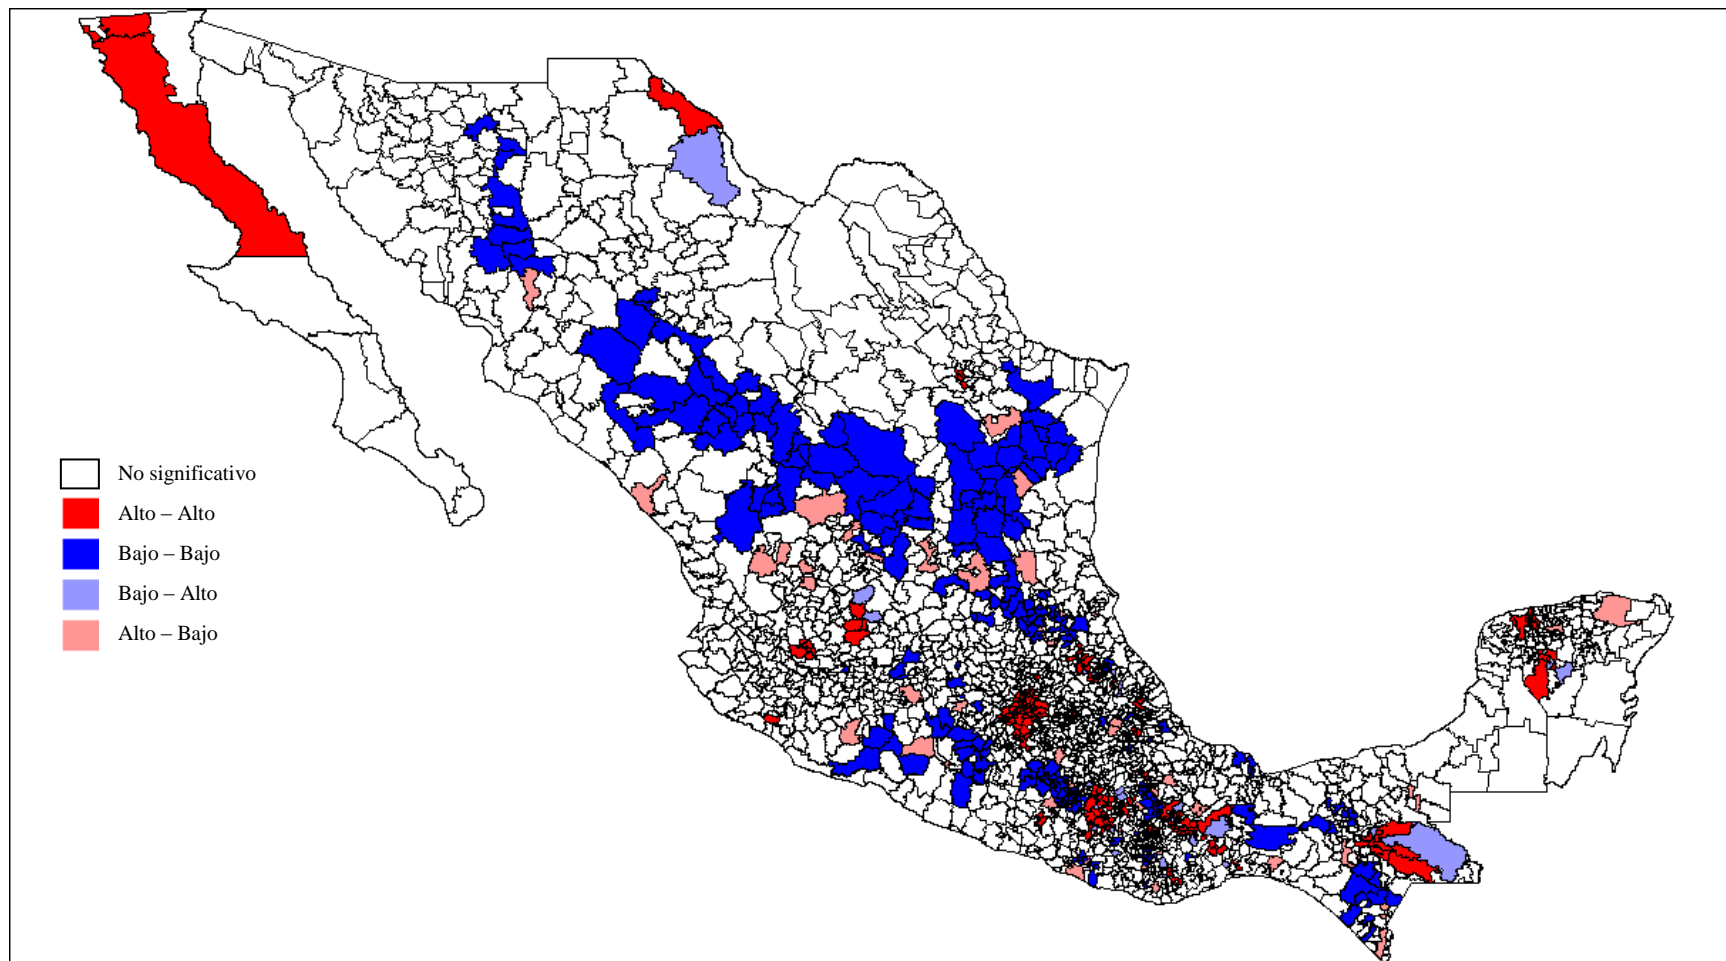 No significativo
Alto – Alto
Bajo – Bajo
Bajo – Alto
Alto – Bajo